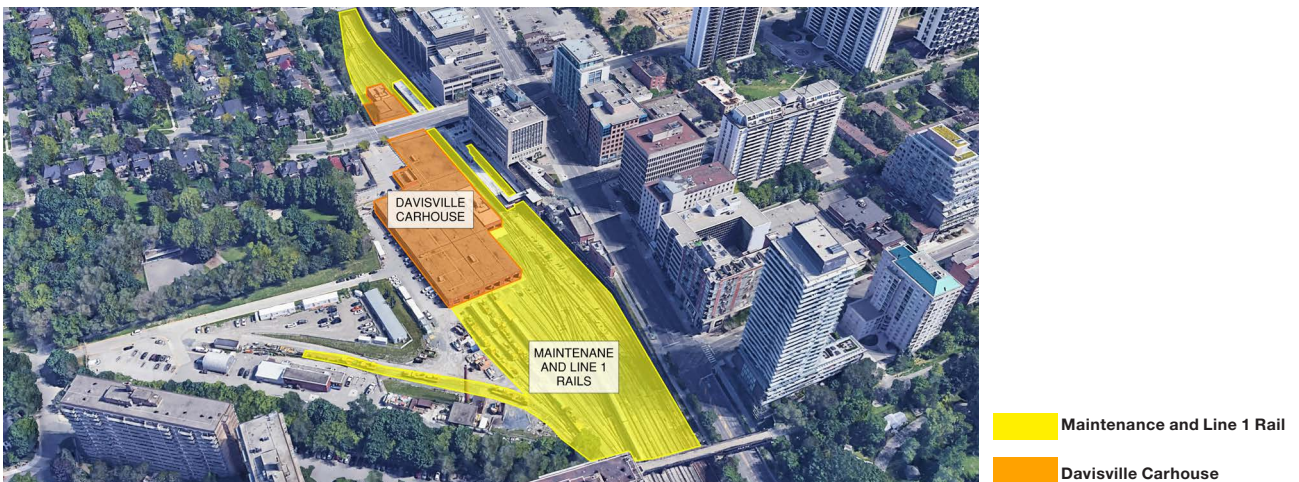 DAVISVILLE
CARHOUSE
MAINTENANE
AND LINE 1
RAILS
Maintenance and Line 1 Rail
Davisville Carhouse